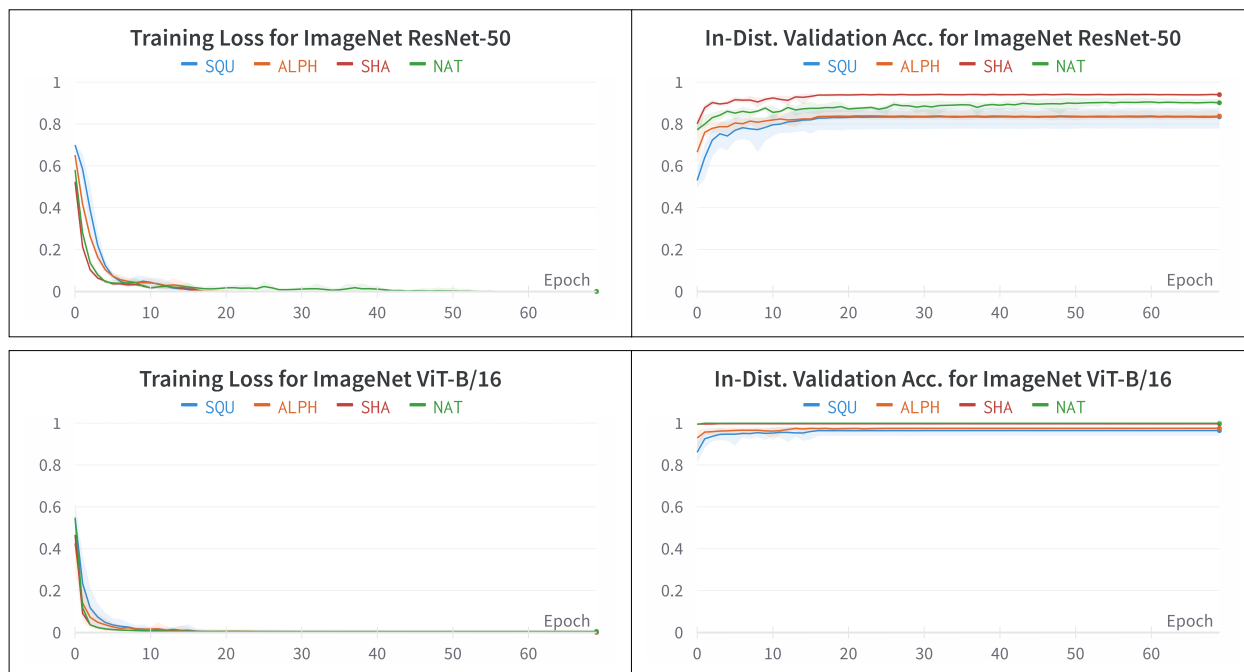 Training Loss for ImageNet ResNet-50
SQU ALPH SHA NAT
1
0.8
0.6
0.4
0.2
0
Epoch
0 10 20 30 40 50 60
In-Dist. Validation Acc. for ImageNet ResNet-50
SQU ALPH SHA NAT
1
0.8
0.6
0.4
0.2
0
Epoch
0 10 20 30 40 50 60
Training Loss for ImageNet ViT-B/16
SQU ALPH SHA NAT
1
0.8
0.6
0.4
0.2
0
Epoch
0 10 20 30 40 50 60
In-Dist. Validation Acc. for ImageNet ViT-B/16
SQU ALPH SHA NAT
1
0.8
0.6
0.4
0.2
0
Epoch
0 10 20 30 40 50 60